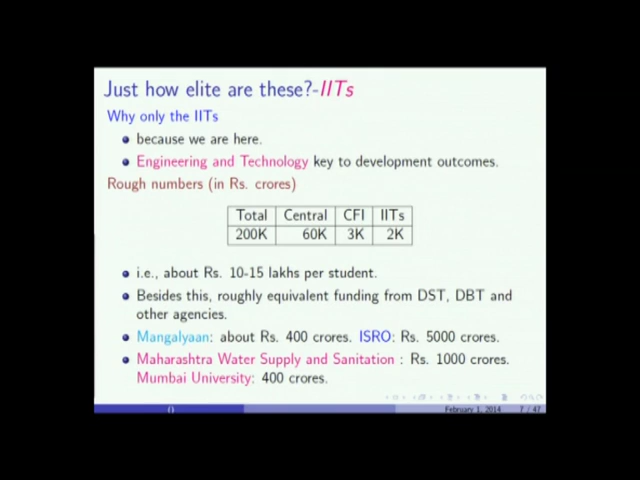 Just how elite are these?-IITs
Why only the IITs
because we are here.
Engineering and Technology key to development outcomes.
Rough numbers (in Rs. crores)
Total Central CFI IITs
200K 60K 3K 2K
i.e., about Rs. 10-15 lakhs per student.
Besides this, roughly equivalent funding from DST, DBT and
other agencies.
Mangalyaan: about Rs. 400 crores. ISRO: Rs. 5000 crores.
Maharashtra Water Supply and Sanitation : Rs. 1000 crores.
Mumbai University: 400 crores.
() February 1, 2014 7 / 47